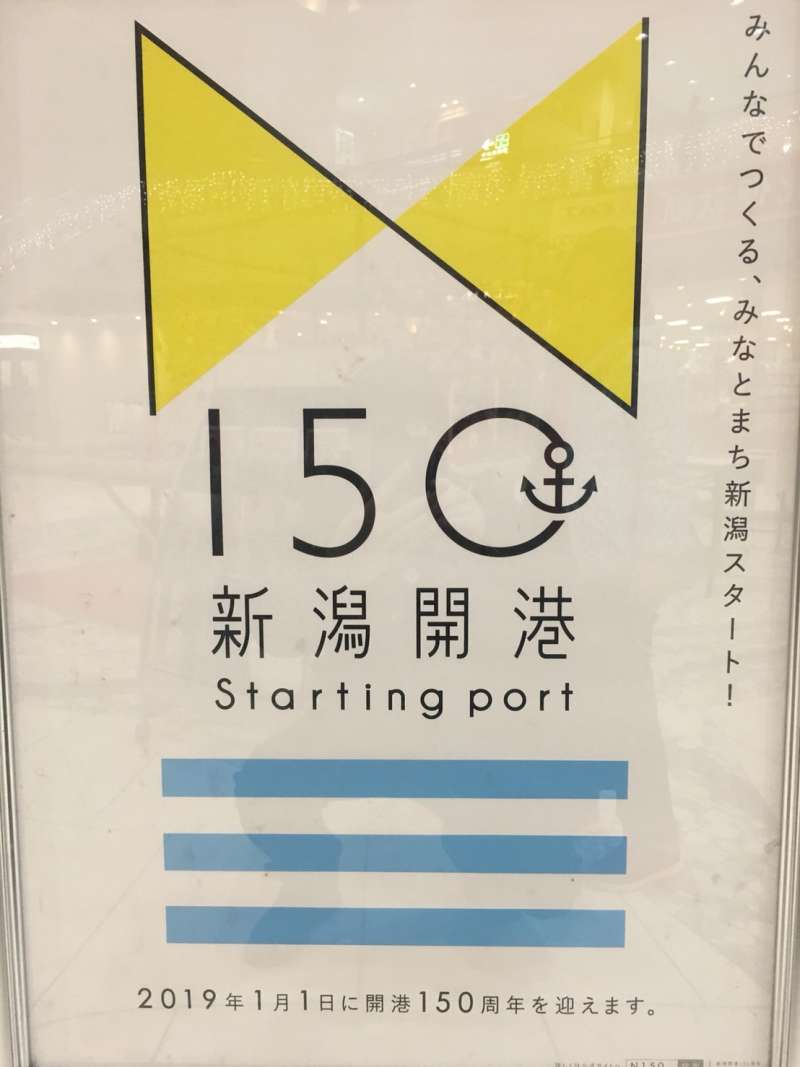 みんなでつくる、みなとまち新潟スタート！
150
新潟開港
Starting port
2019年1月1日に開港150周年を迎えます。
N150